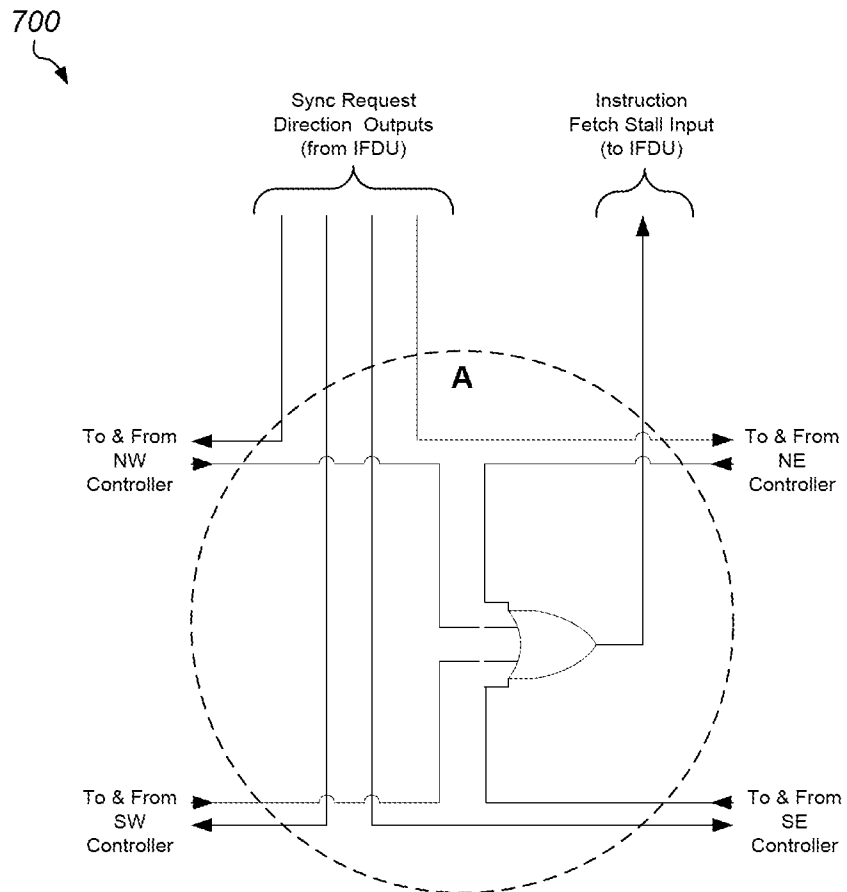 700
Sync Request
Direction Outputs
(from IFDU)
Instruction
Fetch Stall Input
(to IFDU)
A
To & From
NW
Controller
To & From
NE
Controller
To & From
SW
Controller
To & From
SE
Controller